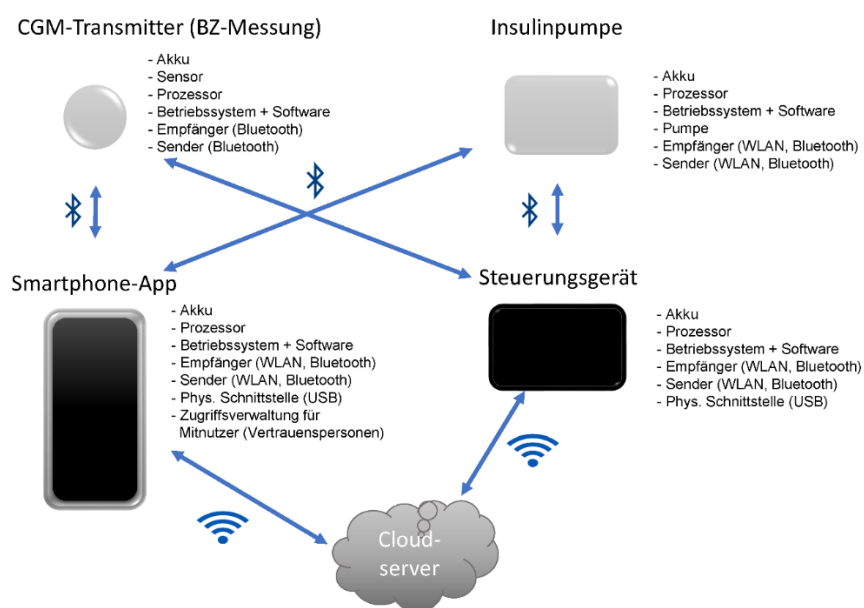 CGM-Transmitter (BZ-Messung)
- Akku
- Sensor
- Prozessor
- Betriebssystem + Software
- Empfänger (Bluetooth)
- Sender (Bluetooth)
Insulinpumpe
- Akku
- Prozessor
- Betriebssystem + Software
- Pumpe
- Empfänger (WLAN, Bluetooth)
- Sender (WLAN, Bluetooth)
Smartphone-App
- Akku
- Prozessor
- Betriebssystem + Software
- Empfänger (WLAN, Bluetooth)
- Sender (WLAN, Bluetooth)
- Phys. Schnittstelle (USB)
- Zugriffsverwaltung für
Mitnutzer (Vertrauenspersonen)
Steuerungsgerät
- Akku
- Prozessor
- Betriebssystem + Software
- Empfänger (WLAN, Bluetooth)
- Sender (WLAN, Bluetooth)
- Phys. Schnittstelle (USB)
Cloud-
server